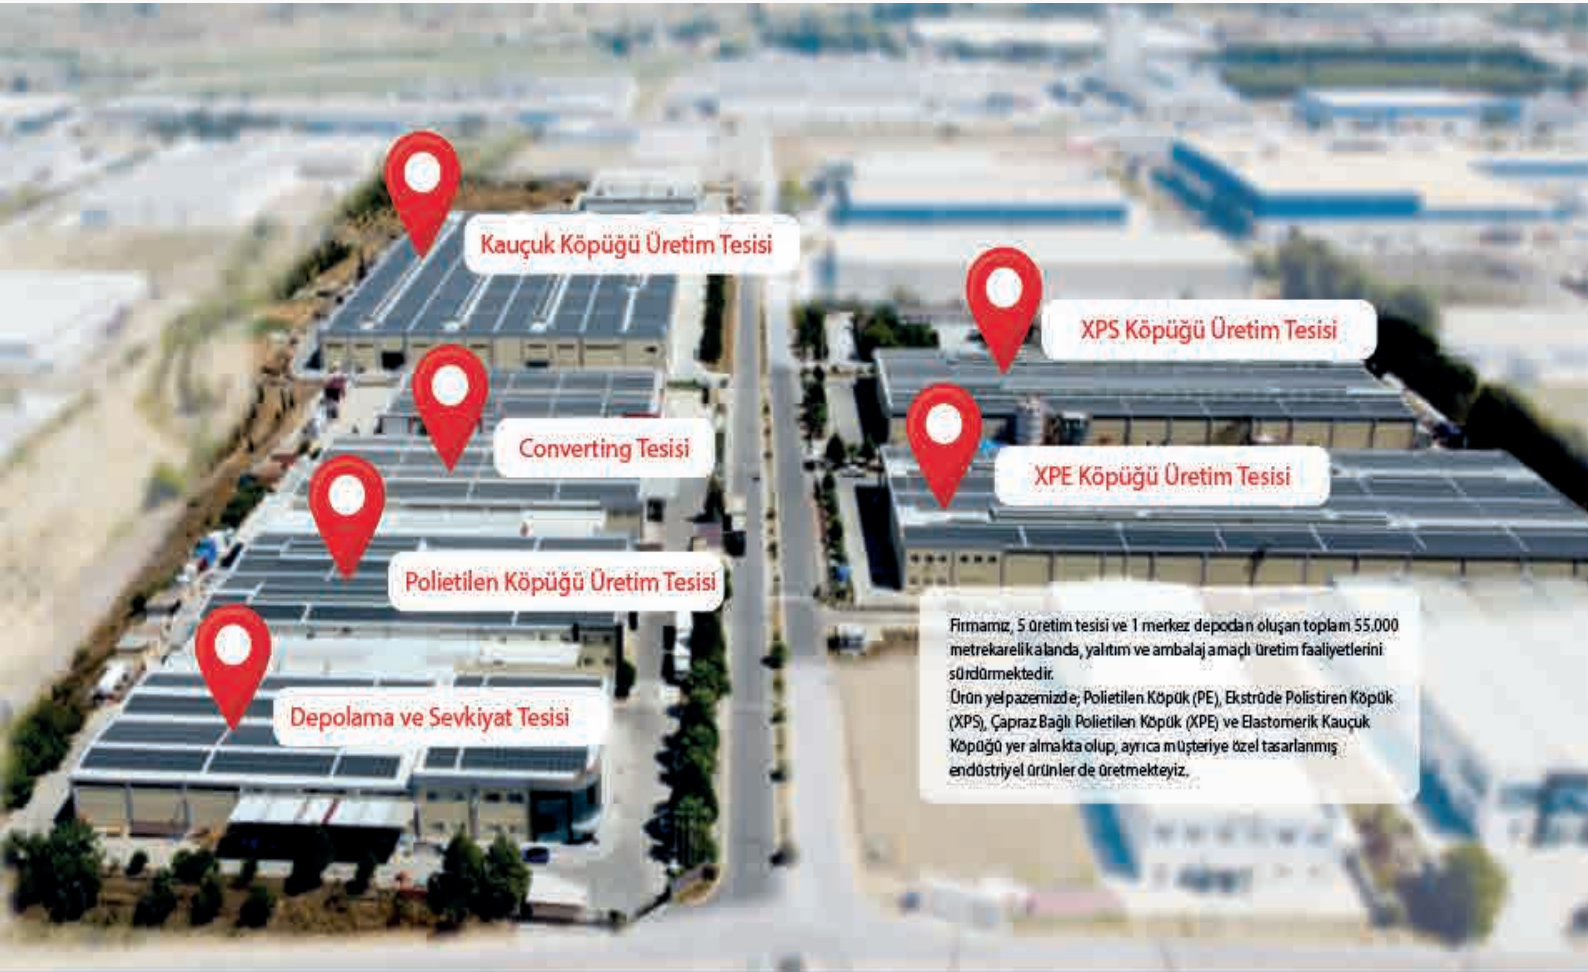 Kauçuk Köpüğü Üretim Tesisi
XPS Köpüğü Üretim Tesisi
Converting Tesisi
XPE Köpüğü Üretim Tesisi
Polietilen Köpüğü Üretim Tesisi
Depolama ve Sevkiyat Tesisi
Firmamız, 5 üretim tesisi ve 1 merkez depodan oluşan toplam 55.000
metrekarelik alanda, yalıtım ve ambalaj amaçlı üretim faaliyetlerini
sürdürmektedir.
Ürün yelpazemizde; Polietilen Köpük (PE), Ekstrüde Polistiren Köpük
(XPS), Çapraz Bağlı Polietilen Köpük (XPE) ve Elastomerik Kauçuk
Köpüğü yer almakta olup, ayrıca müşteriye özel tasarlanmış
endüstriyel ürünler de üretmekteyiz.